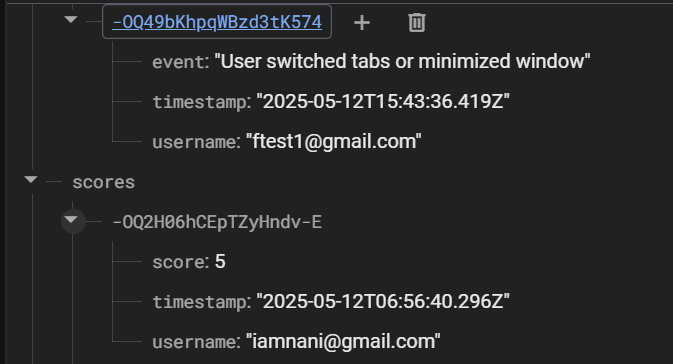 -OQ49bKhpqWBzd3tK574
event: "User switched tabs or minimized window"
timestamp: "2025-05-12T15:43:36.419Z"
username: "ftest1@gmail.com"
scores
-OQ2H06hCEpTZyHndv-E
score: 5
timestamp: "2025-05-12T06:56:40.296Z"
username: "iamnani@gmail.com"